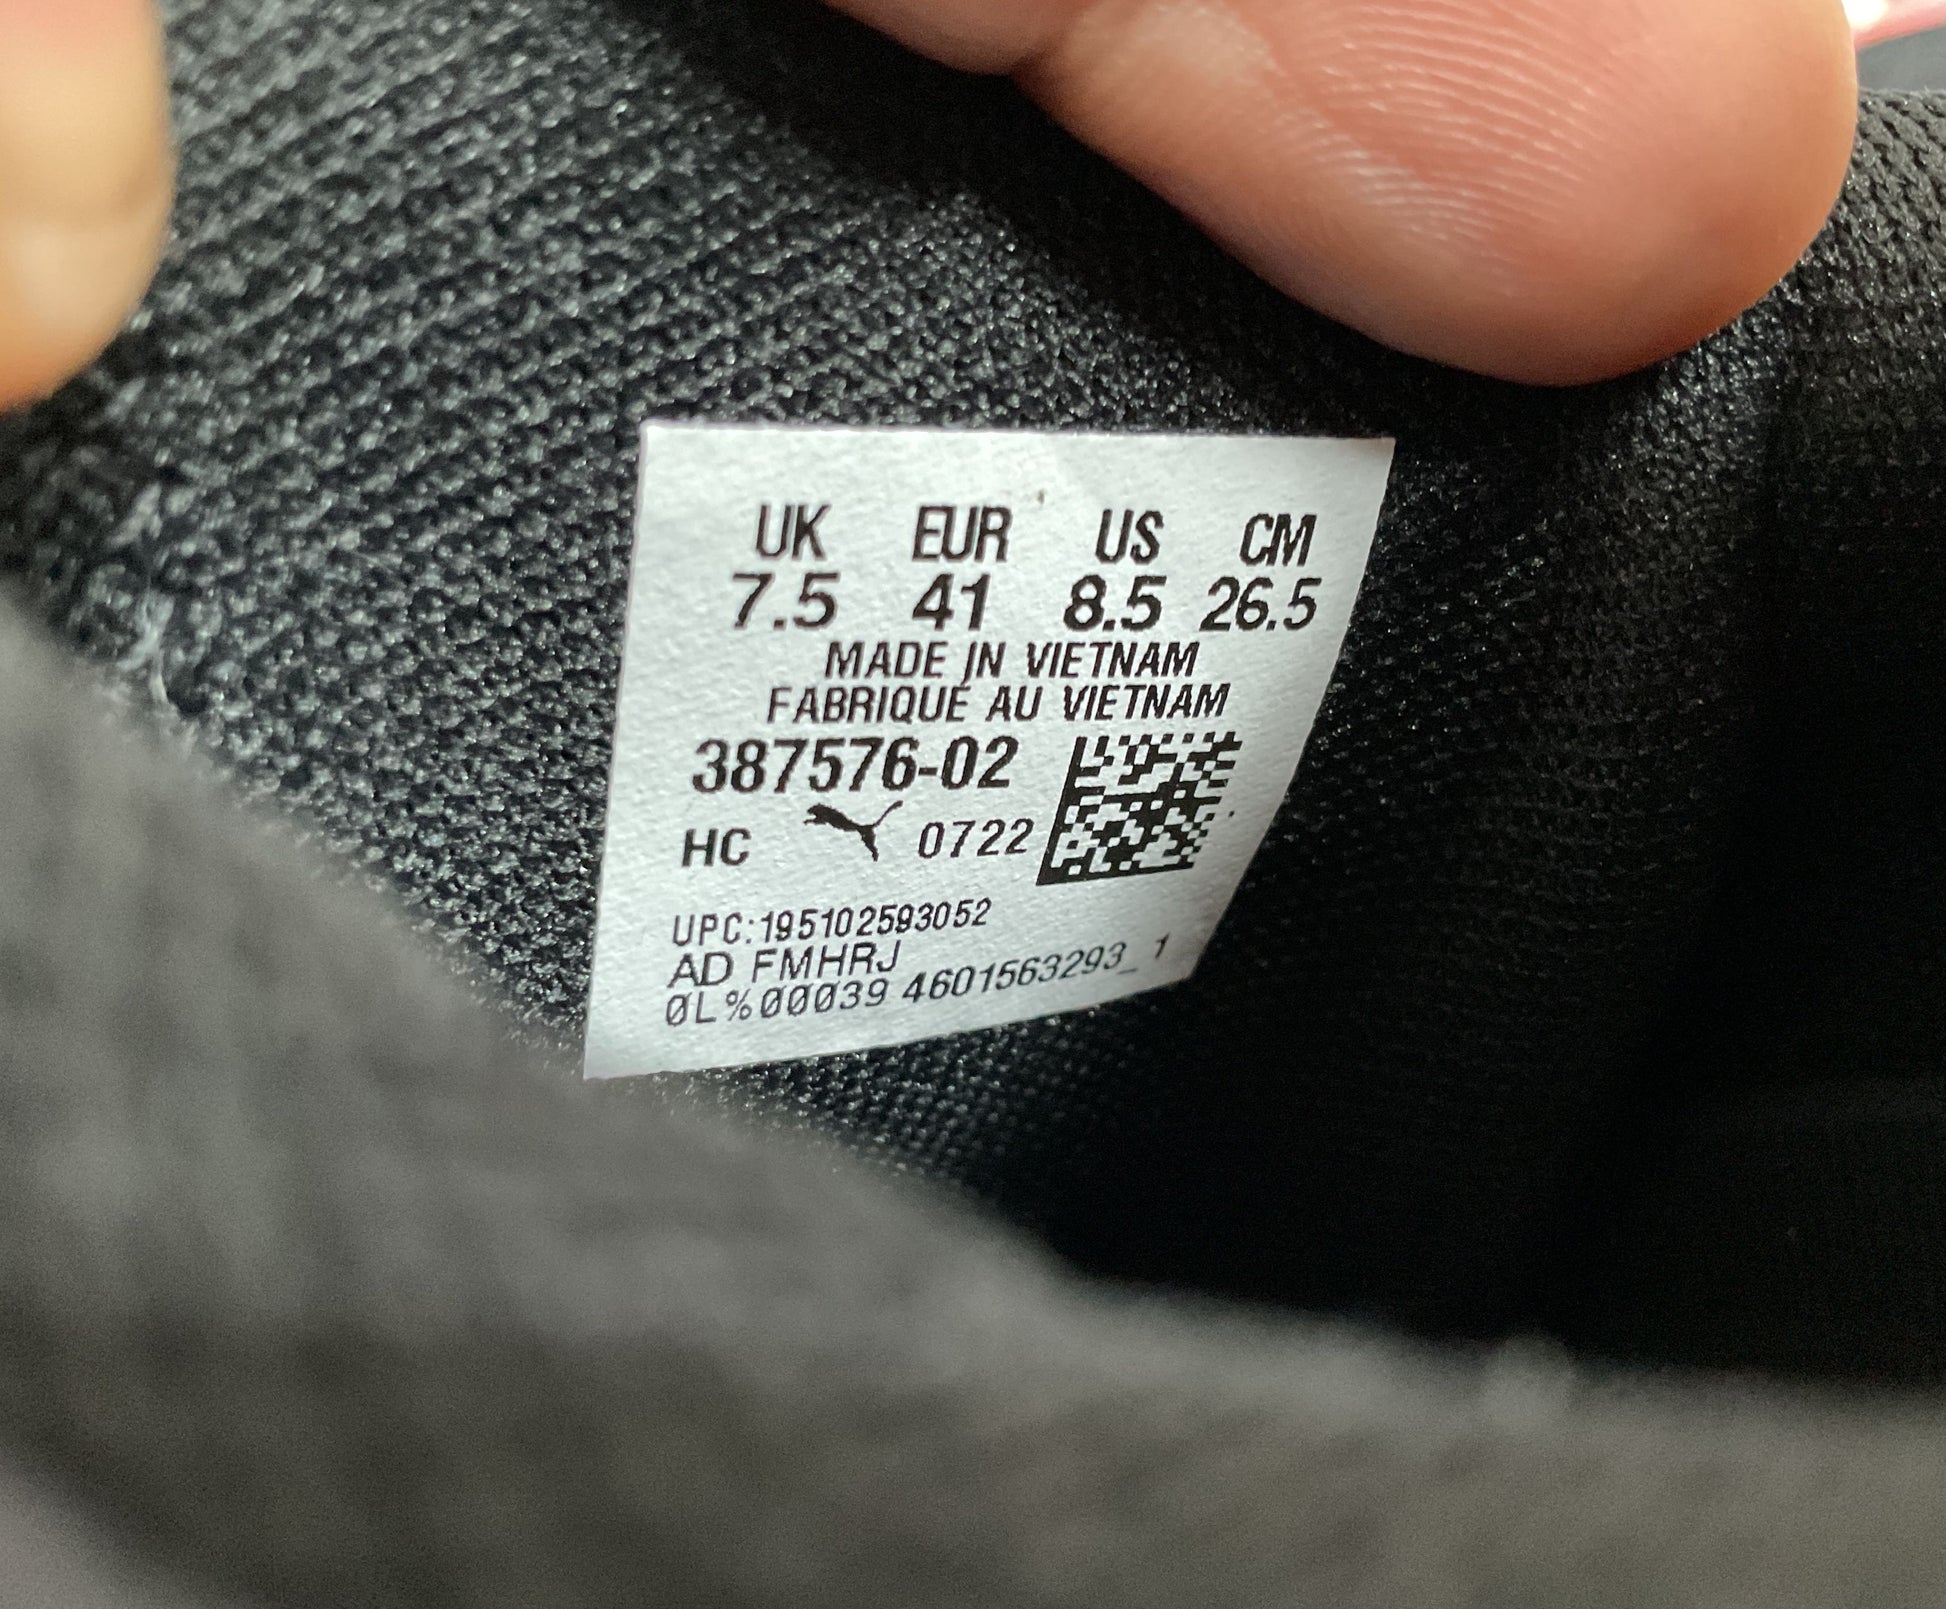 UK EUR US CM
7.5 41 8.5 26.5
MADE IN VIETNAM
FABRIQUÉ AU VIETNAM
387576-02
HC 0722
UPC:195102593052
AD FMHRJ
0L%00039 4601563293_1